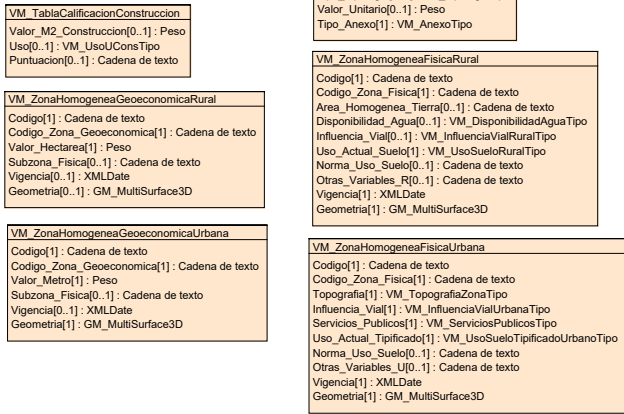 VM_TablaCalificacionConstruccion
Valor_M2_Construccion[0..1] : Peso
Uso[0..1] : VM_UsoUConsTipo
Puntuacion[0..1] : Cadena de texto
VM_ZonaHomogeneaGeoeconomicaRural
Codigo[1] : Cadena de texto
Codigo_Zona_Geoeconomica[1] : Cadena de texto
Valor_Hectarea[1] : Peso
Subzona_Fisica[0..1] : Cadena de texto
Vigencia[0..1] : XMLDate
Geometria[0..1] : GM_MultiSurface3D
VM_ZonaHomogeneaGeoeconomicaUrbana
Codigo[1] : Cadena de texto
Codigo_Zona_Geoeconomica[1] : Cadena de texto
Valor_Metro[1] : Peso
Subzona_Fisica[0..1] : Cadena de texto
Vigencia[0..1] : XMLDate
Geometria[1] : GM_MultiSurface3D
Valor_Unitario[0..1] : Peso
Tipo_Anexo[1] : VM_AnexoTipo
VM_ZonaHomogeneaFisicaRural
Codigo[1] : Cadena de texto
Codigo_Zona_Fisica[1] : Cadena de texto
Area_Homogenea_Tierra[0..1] : Cadena de texto
Disponibilidad_Agua[0..1] : VM_DisponibilidadAguaTipo
Influencia_Vial[0..1] : VM_InfluenciaVialRuralTipo
Uso_Actual_Suelo[1] : VM_UsoSueloRuralTipo
Norma_Uso_Suelo[0..1] : Cadena de texto
Otras_Variables_R[0..1] : Cadena de texto
Vigencia[1] : XMLDate
Geometria[1] : GM_MultiSurface3D
VM_ZonaHomogeneaFisicaUrbana
Codigo[1] : Cadena de texto
Codigo_Zona_Fisica[1] : Cadena de texto
Topografia[1] : VM_TopografiaZonaTipo
Influencia_Vial[1] : VM_InfluenciaVialUrbanaTipo
Servicios_Publicos[1] : VM_ServiciosPublicosTipo
Uso_Actual_Tipificado[1] : VM_UsoSueloTipificadoUrbanoTipo
Norma_Uso_Suelo[0..1] : Cadena de texto
Otras_Variables_U[0..1] : Cadena de texto
Vigencia[1] : XMLDate
Geometria[1] : GM_MultiSurface3D